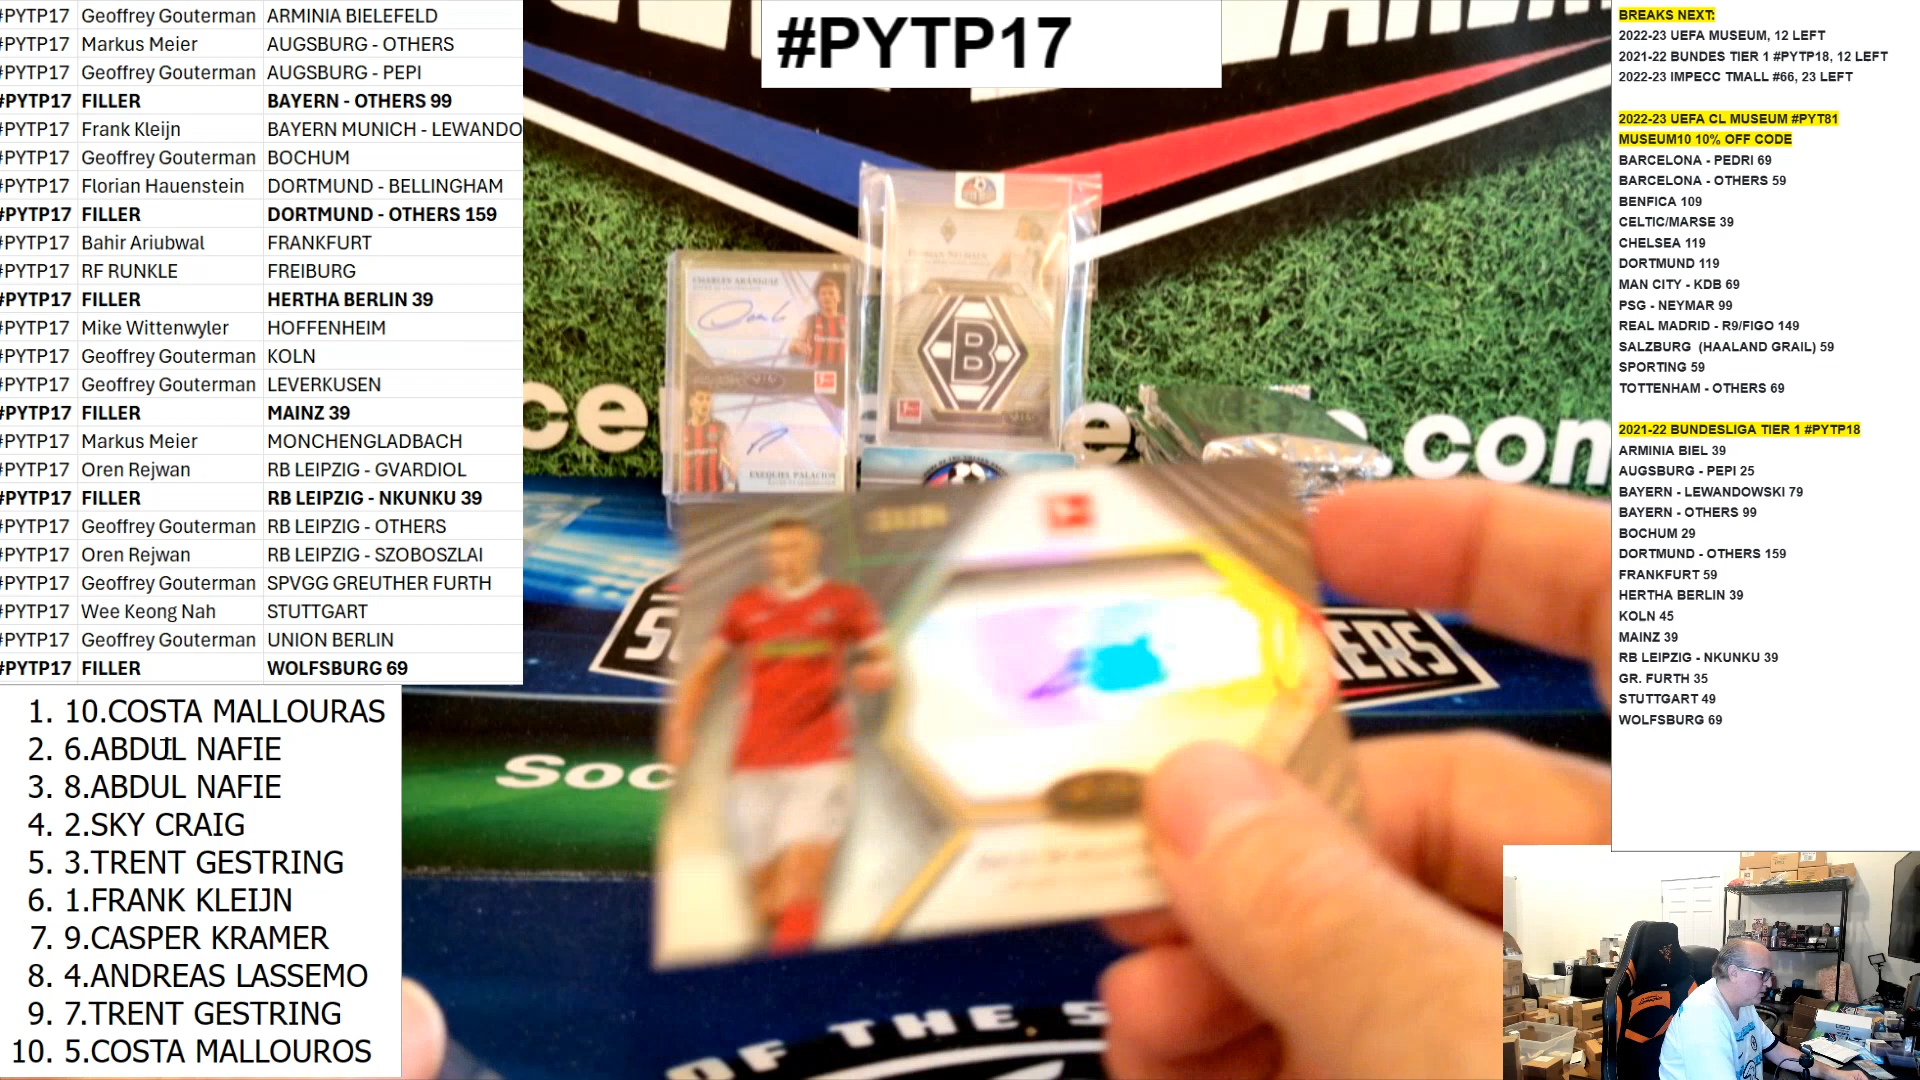 #PYTP17
#PYTP17 Geoffrey Gouterman ARMINIA BIELEFELD
#PYTP17 Markus Meier AUGSBURG - OTHERS
#PYTP17 Geoffrey Gouterman AUGSBURG - PEPI
#PYTP17 FILLER BAYERN - OTHERS 99
#PYTP17 Frank Kleijn BAYERN MUNICH - LEWANDO
#PYTP17 Geoffrey Gouterman BOCHUM
#PYTP17 Florian Hauenstein DORTMUND - BELLINGHAM
#PYTP17 FILLER DORTMUND - OTHERS 159
#PYTP17 Bahir Ariubwal FRANKFURT
#PYTP17 RF RUNKLE FREIBURG
#PYTP17 FILLER HERTHA BERLIN 39
#PYTP17 Mike Wittenwyler HOFFENHEIM
#PYTP17 Geoffrey Gouterman KOLN
#PYTP17 Geoffrey Gouterman LEVERKUSEN
#PYTP17 FILLER MAINZ 39
#PYTP17 Markus Meier MONCHENGLADBACH
#PYTP17 Oren Rejwan RB LEIPZIG - GVARDIOL
#PYTP17 FILLER RB LEIPZIG - NKUNKU 39
#PYTP17 Geoffrey Gouterman RB LEIPZIG - OTHERS
#PYTP17 Oren Rejwan RB LEIPZIG - SZOBOSZLAI
#PYTP17 Geoffrey Gouterman SPVGG GREUTHER FURTH
#PYTP17 Wee Keong Nah STUTTGART
#PYTP17 Geoffrey Gouterman UNION BERLIN
#PYTP17 FILLER WOLFSBURG 69
1. 10.COSTA MALLOURAS
2. 6.ABDUL NAFIE
3. 8.ABDUL NAFIE
4. 2.SKY CRAIG
5. 3.TRENT GESTRING
6. 1.FRANK KLEIJN
7. 9.CASPER KRAMER
8. 4.ANDREAS LASSEMO
9. 7.TRENT GESTRING
10. 5.COSTA MALLOUROS
CHARLES ARANGUIZ
EXEQUIEL PALACIOS
B
ce
e
e.com
Soc
ERS
OF THE S
BREAKS NEXT:
2022-23 UEFA MUSEUM, 12 LEFT
2021-22 BUNDES TIER 1 #PYTP18, 12 LEFT
2022-23 IMPECC TMALL #66, 23 LEFT
2022-23 UEFA CL MUSEUM #PYT81
MUSEUM10 10% OFF CODE
BARCELONA - PEDRI 69
BARCELONA - OTHERS 59
BENFICA 109
CELTIC/MARSE 39
CHELSEA 119
DORTMUND 119
MAN CITY - KDB 69
PSG - NEYMAR 99
REAL MADRID - R9/FIGO 149
SALZBURG (HAALAND GRAIL) 59
SPORTING 59
TOTTENHAM - OTHERS 69
2021-22 BUNDESLIGA TIER 1 #PYTP18
ARMINIA BIEL 39
AUGSBURG - PEPI 25
BAYERN - LEWANDOWSKI 79
BAYERN - OTHERS 99
BOCHUM 29
DORTMUND - OTHERS 159
FRANKFURT 59
HERTHA BERLIN 39
KOLN 45
MAINZ 39
RB LEIPZIG - NKUNKU 39
GR. FURTH 35
STUTTGART 49
WOLFSBURG 69